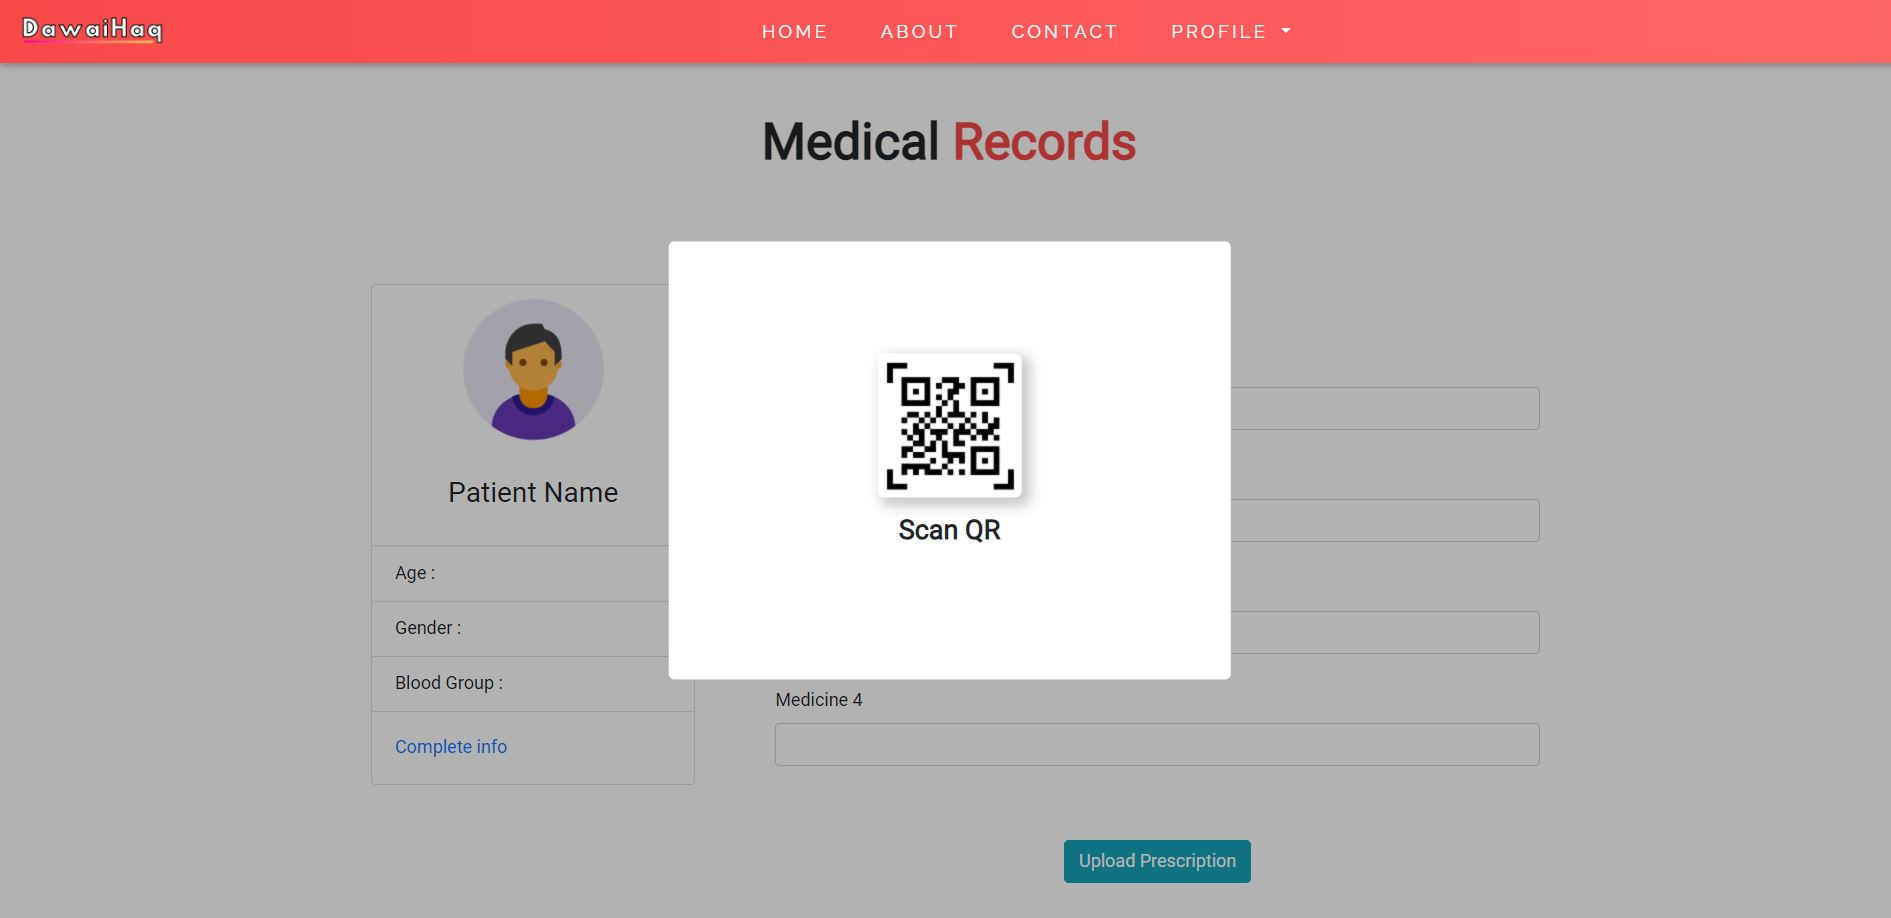 DawaiHaq
HOME ABOUT CONTACT PROFILE
Medical Records
Patient Name
Age :
Gender :
Blood Group :
Complete info
Scan QR
Medicine 4
Upload Prescription